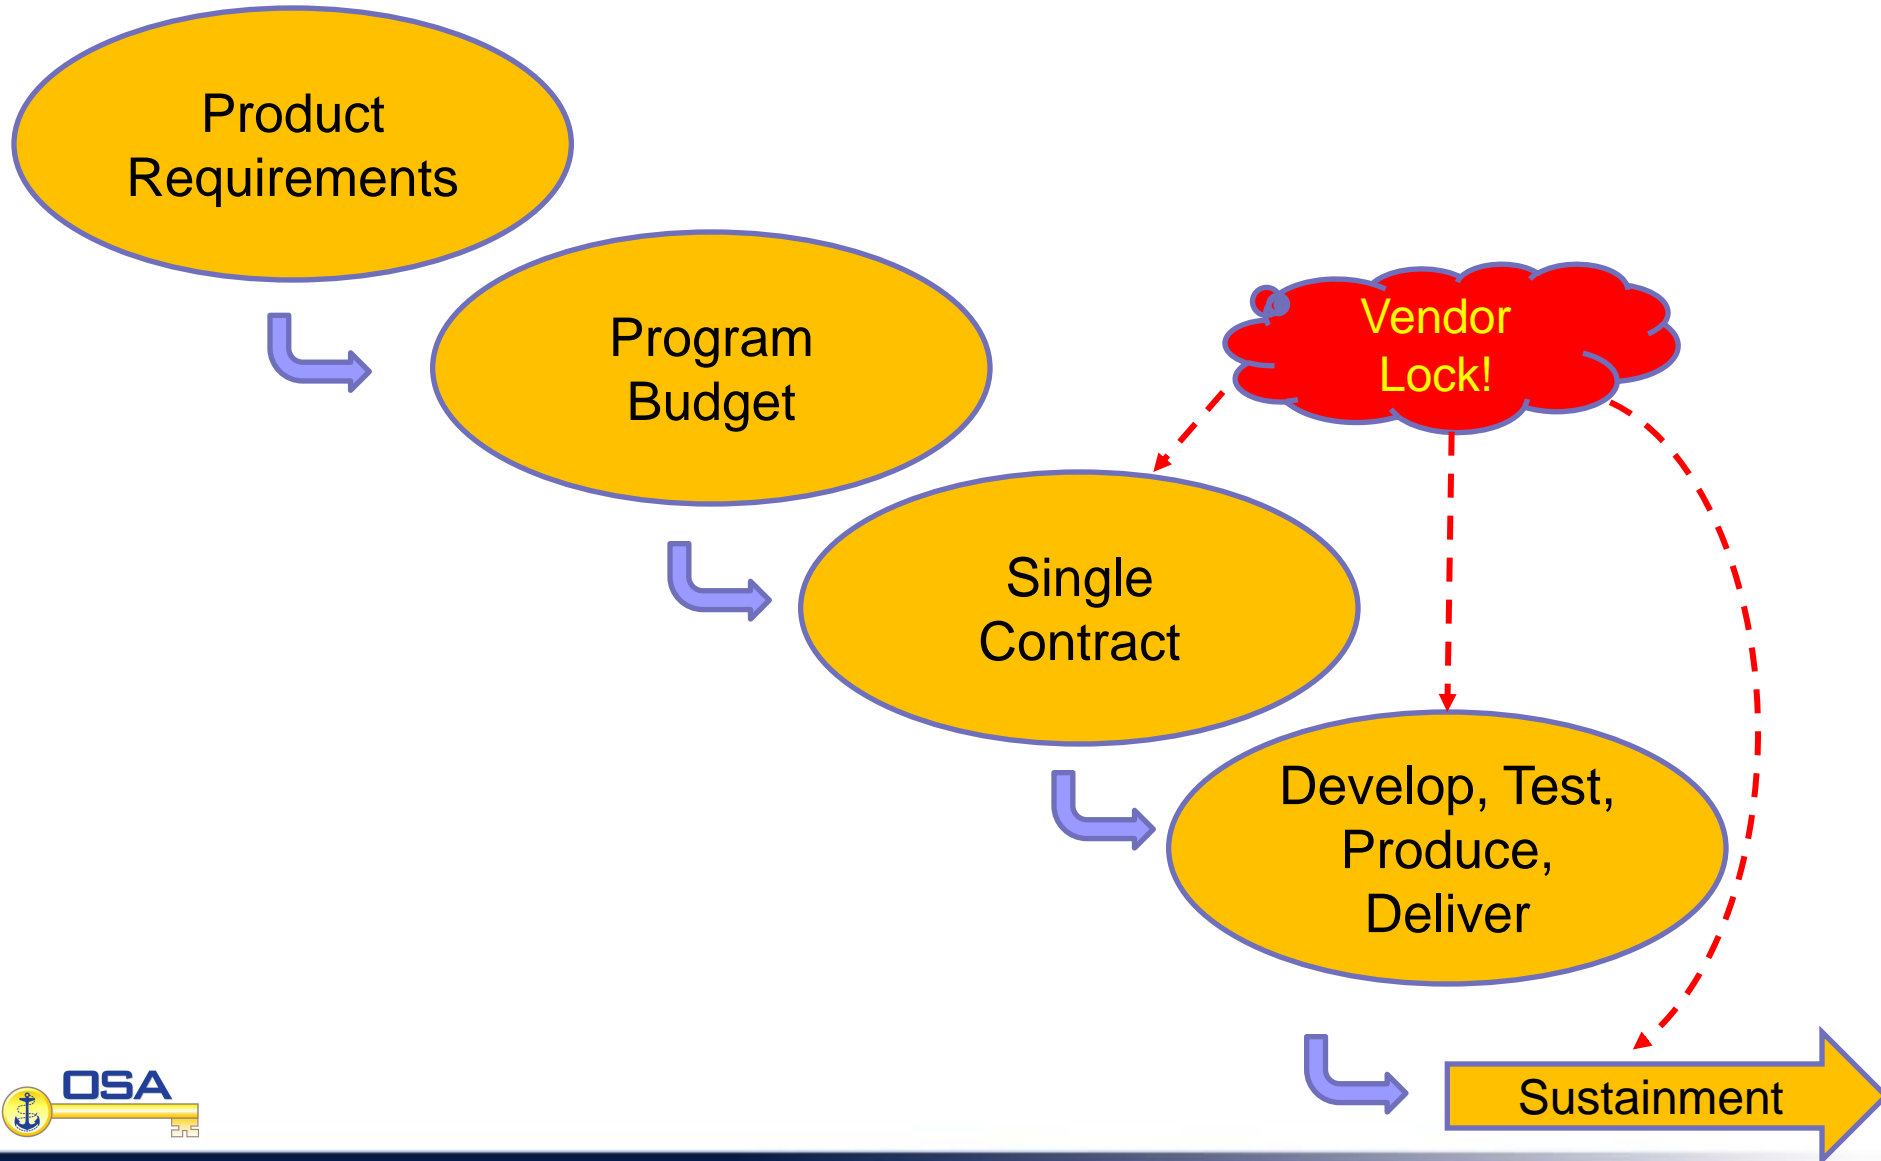 Product
Requirements
Program
Budget
Vendor
Lock!
Single
Contract
Develop, Test,
Produce,
Deliver
Sustainment
OSA